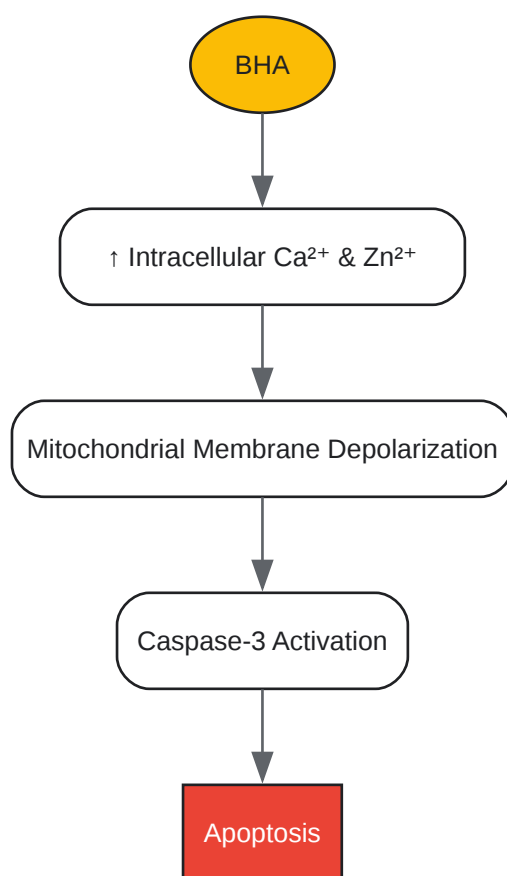 BHA
↑ Intracellular Ca²⁺ & Zn²⁺
Mitochondrial Membrane Depolarization
Caspase-3 Activation
Apoptosis